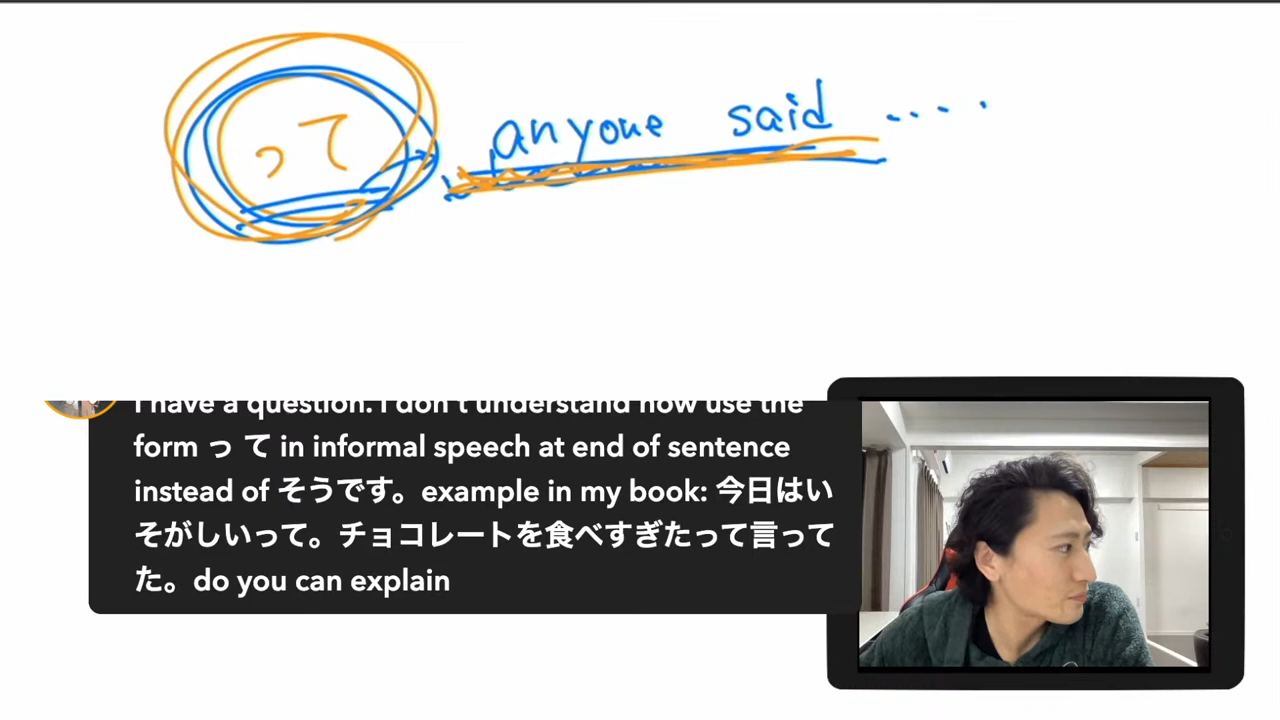 って anyone said ....
I have a question. I don't understand how use the
form って in informal speech at end of sentence
instead of そうです。example in my book: 今日はい
そがしいって。チョコレートを食べすぎたって言って
た。do you can explain